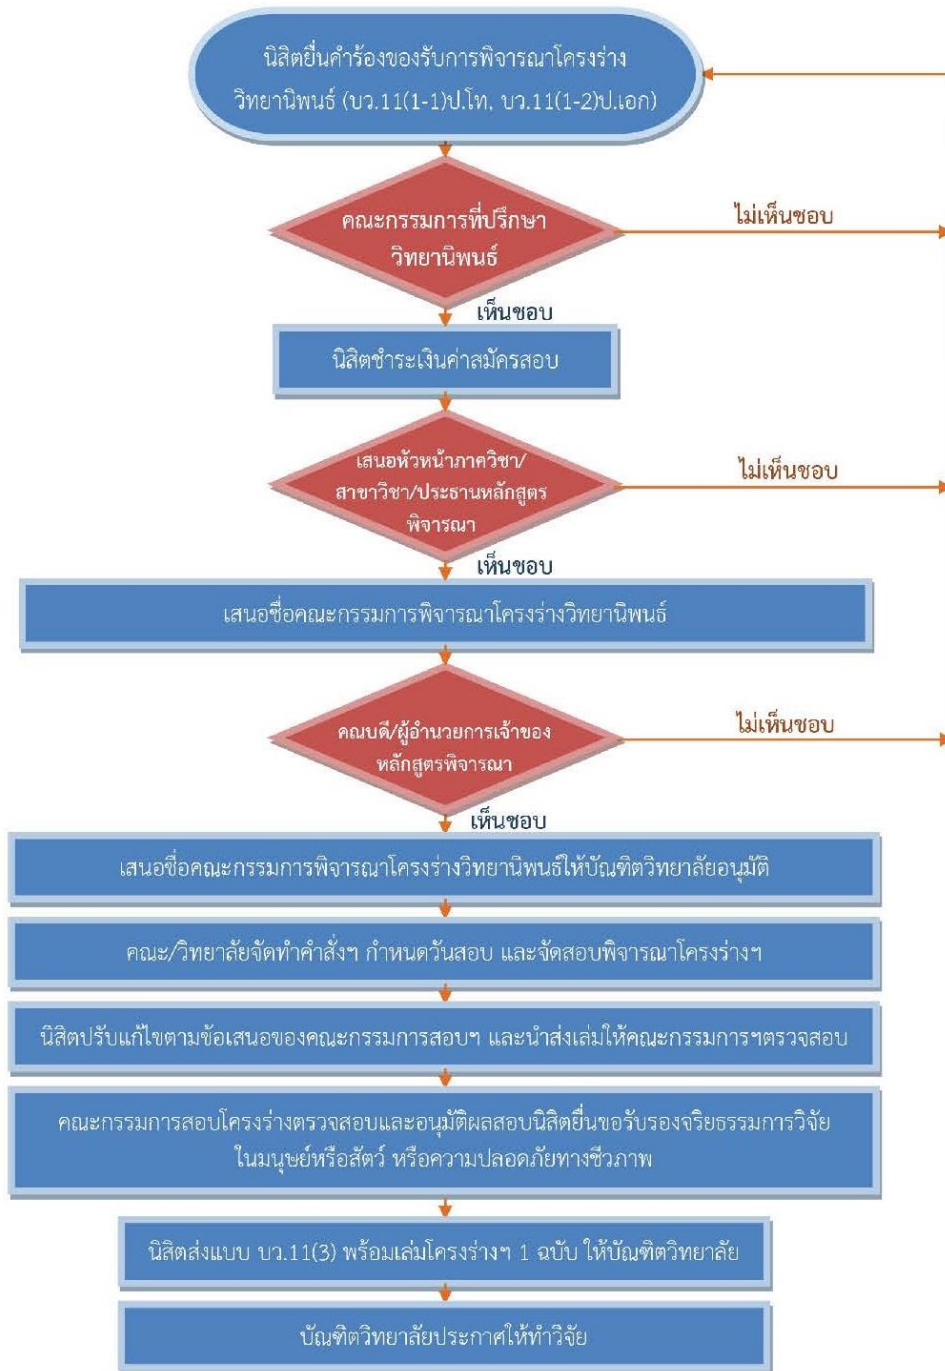 นิสิตยื่นคำร้องของรับการพิจารณาโครงร่าง
วิทยานิพนธ์ (บว.11(1-1)ป.โท, บว.11(1-2)ป.เอก)
คณะกรรมการที่ปรึกษา
วิทยานิพนธ์
ไม่เห็นชอบ
เห็นชอบ
นิสิตชำระเงินค่าสมัครสอบ
เสนอหัวหน้าภาควิชา/
สาขาวิชา/ประธานหลักสูตร
พิจารณา
ไม่เห็นชอบ
เห็นชอบ
เสนอชื่อคณะกรรมการพิจารณาโครงร่างวิทยานิพนธ์
คณบดี/ผู้อำนวยการเจ้าของ
หลักสูตรพิจารณา
ไม่เห็นชอบ
เห็นชอบ
เสนอชื่อคณะกรรมการพิจารณาโครงร่างวิทยานิพนธ์ให้บัณฑิตวิทยาลัยอนุมัติ
คณะ/วิทยาลัยจัดทำคำสั่งฯ กำหนดวันสอบ และจัดสอบพิจารณาโครงร่างฯ
นิสิตปรับแก้ไขตามข้อเสนอของคณะกรรมการสอบฯ และนำส่งเล่มให้คณะกรรมการฯตรวจสอบ
คณะกรรมการสอบโครงร่างตรวจสอบและอนุมัติผลสอบนิสิตยื่นขอรับรองจริยธรรมการวิจัย
ในมนุษย์หรือสัตว์ หรือความปลอดภัยทางชีวภาพ
นิสิตส่งแบบ บว.11(3) พร้อมเล่มโครงร่างฯ 1 ฉบับ ให้บัณฑิตวิทยาลัย
บัณฑิตวิทยาลัยประกาศให้ทำวิจัย